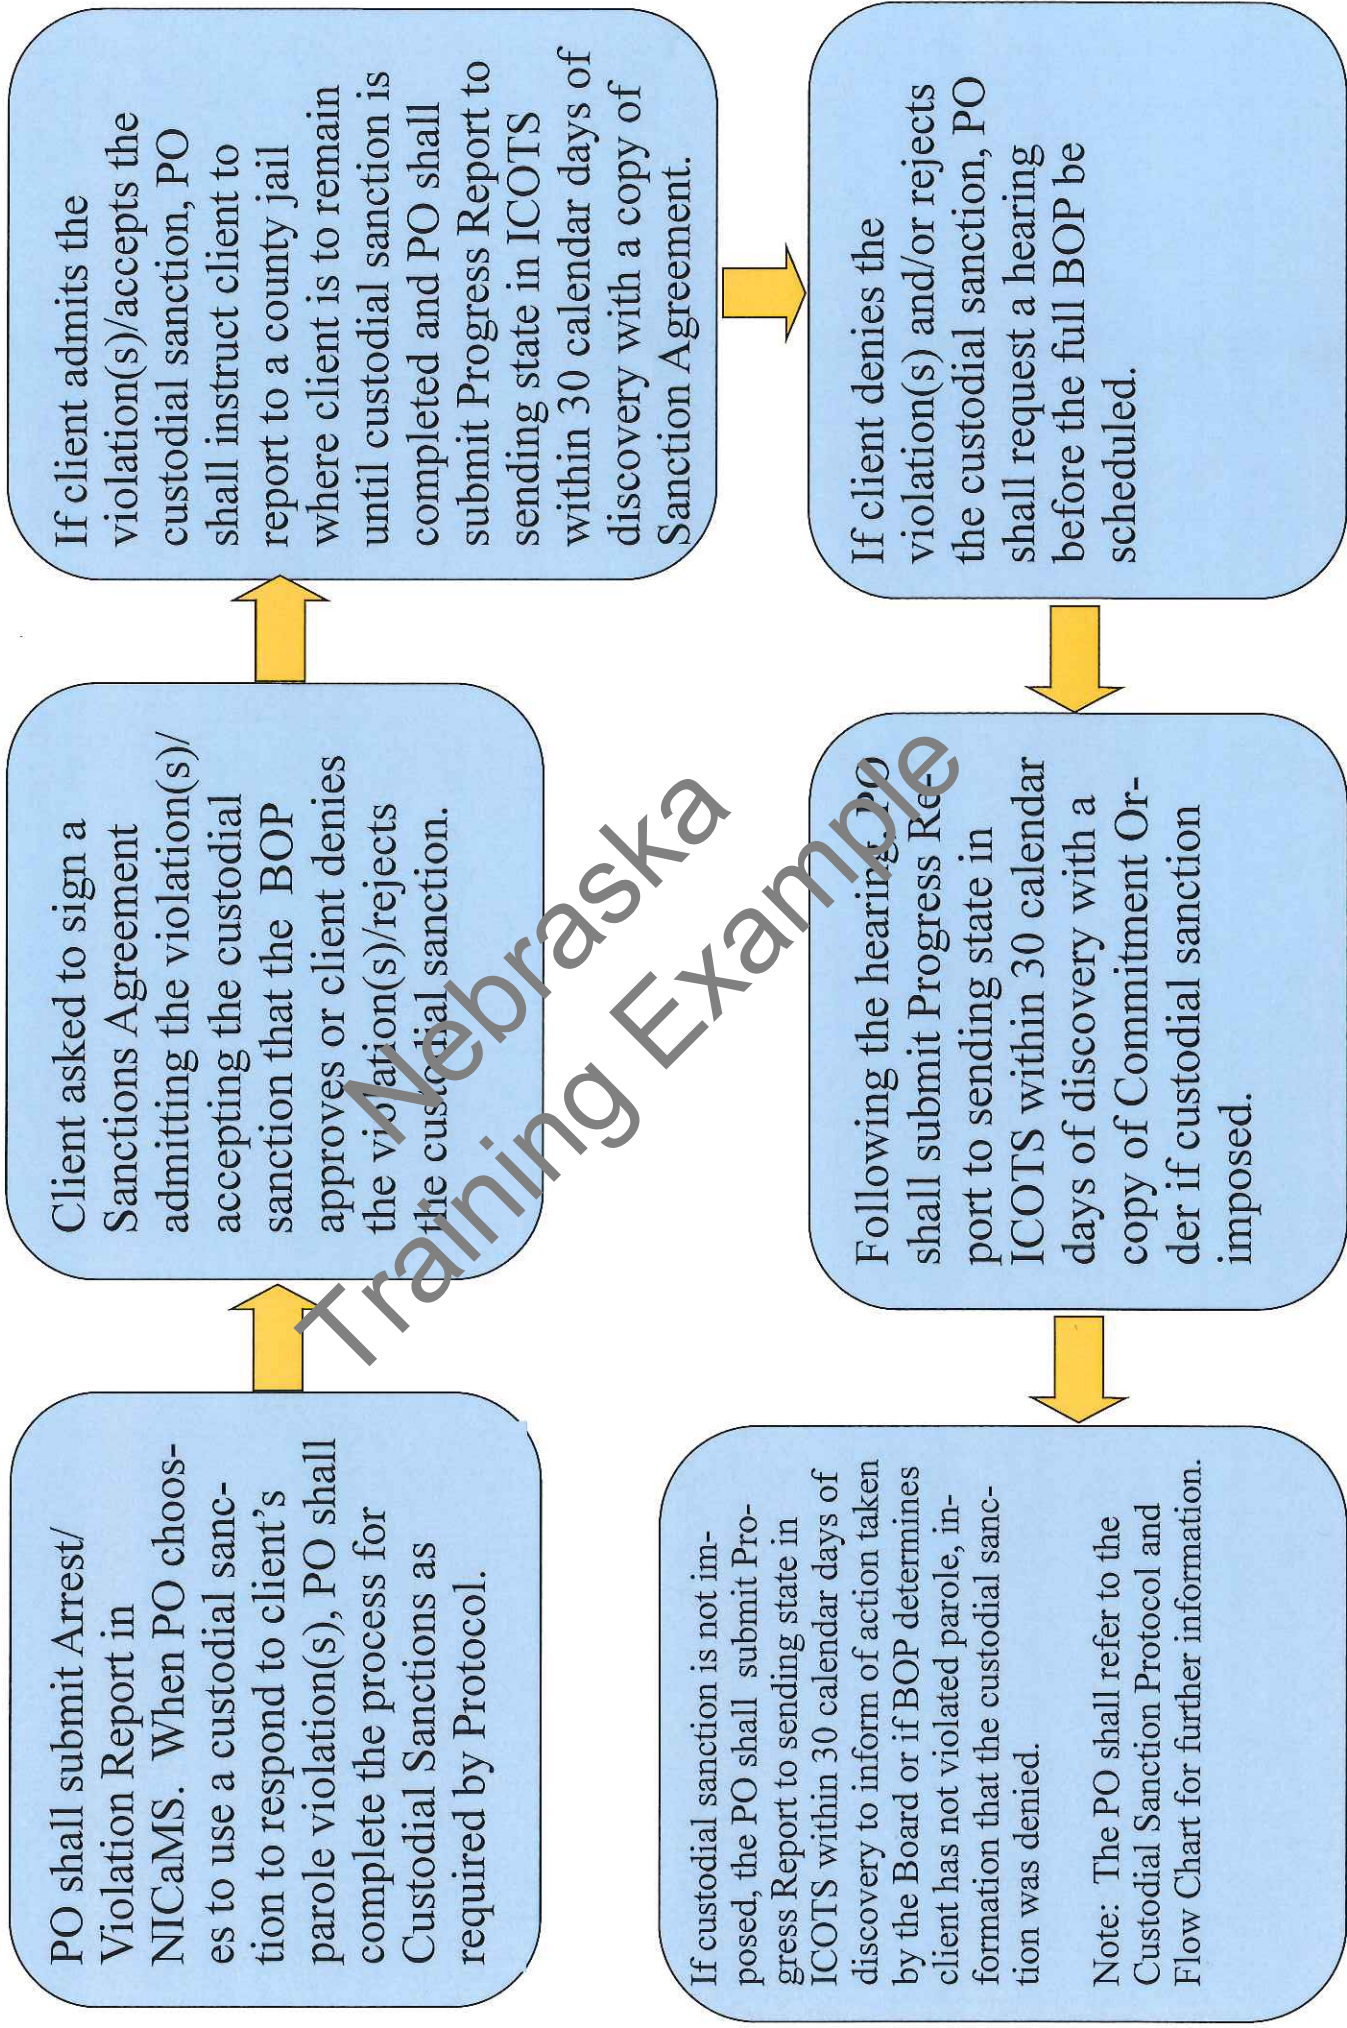 PO shall submit Arrest/
Violation Report in
NICaMS. When PO choos-
es to use a custodial sanc-
tion to respond to client's
parole violation(s), PO shall
complete the process for
Custodial Sanctions as
required by Protocol.
Client asked to sign a
Sanctions Agreement
admitting the violation(s)/
accepting the custodial
sanction that the BOP
approves or client denies
the violation(s)/rejects
the custodial sanction.
If client admits the
violation(s)/accepts the
custodial sanction, PO
shall instruct client to
report to a county jail
where client is to remain
until custodial sanction is
completed and PO shall
submit Progress Report to
sending state in ICOTS
within 30 calendar days of
discovery with a copy of
Sanction Agreement.
If client denies the
violation(s) and/or rejects
the custodial sanction, PO
shall request a hearing
before the full BOP be
scheduled.
Following the hearing, PO
shall submit Progress Re-
port to sending state in
ICOTS within 30 calendar
days of discovery with a
copy of Commitment Or-
der if custodial sanction
imposed.
If custodial sanction is not im-
posed, the PO shall submit Pro-
gress Report to sending state in
ICOTS within 30 calendar days of
discovery to inform of action taken
by the Board or if BOP determines
client has not violated parole, in-
formation that the custodial sanc-
tion was denied.
Note: The PO shall refer to the
Custodial Sanction Protocol and
Flow Chart for further information.
Nebraska
Training Example